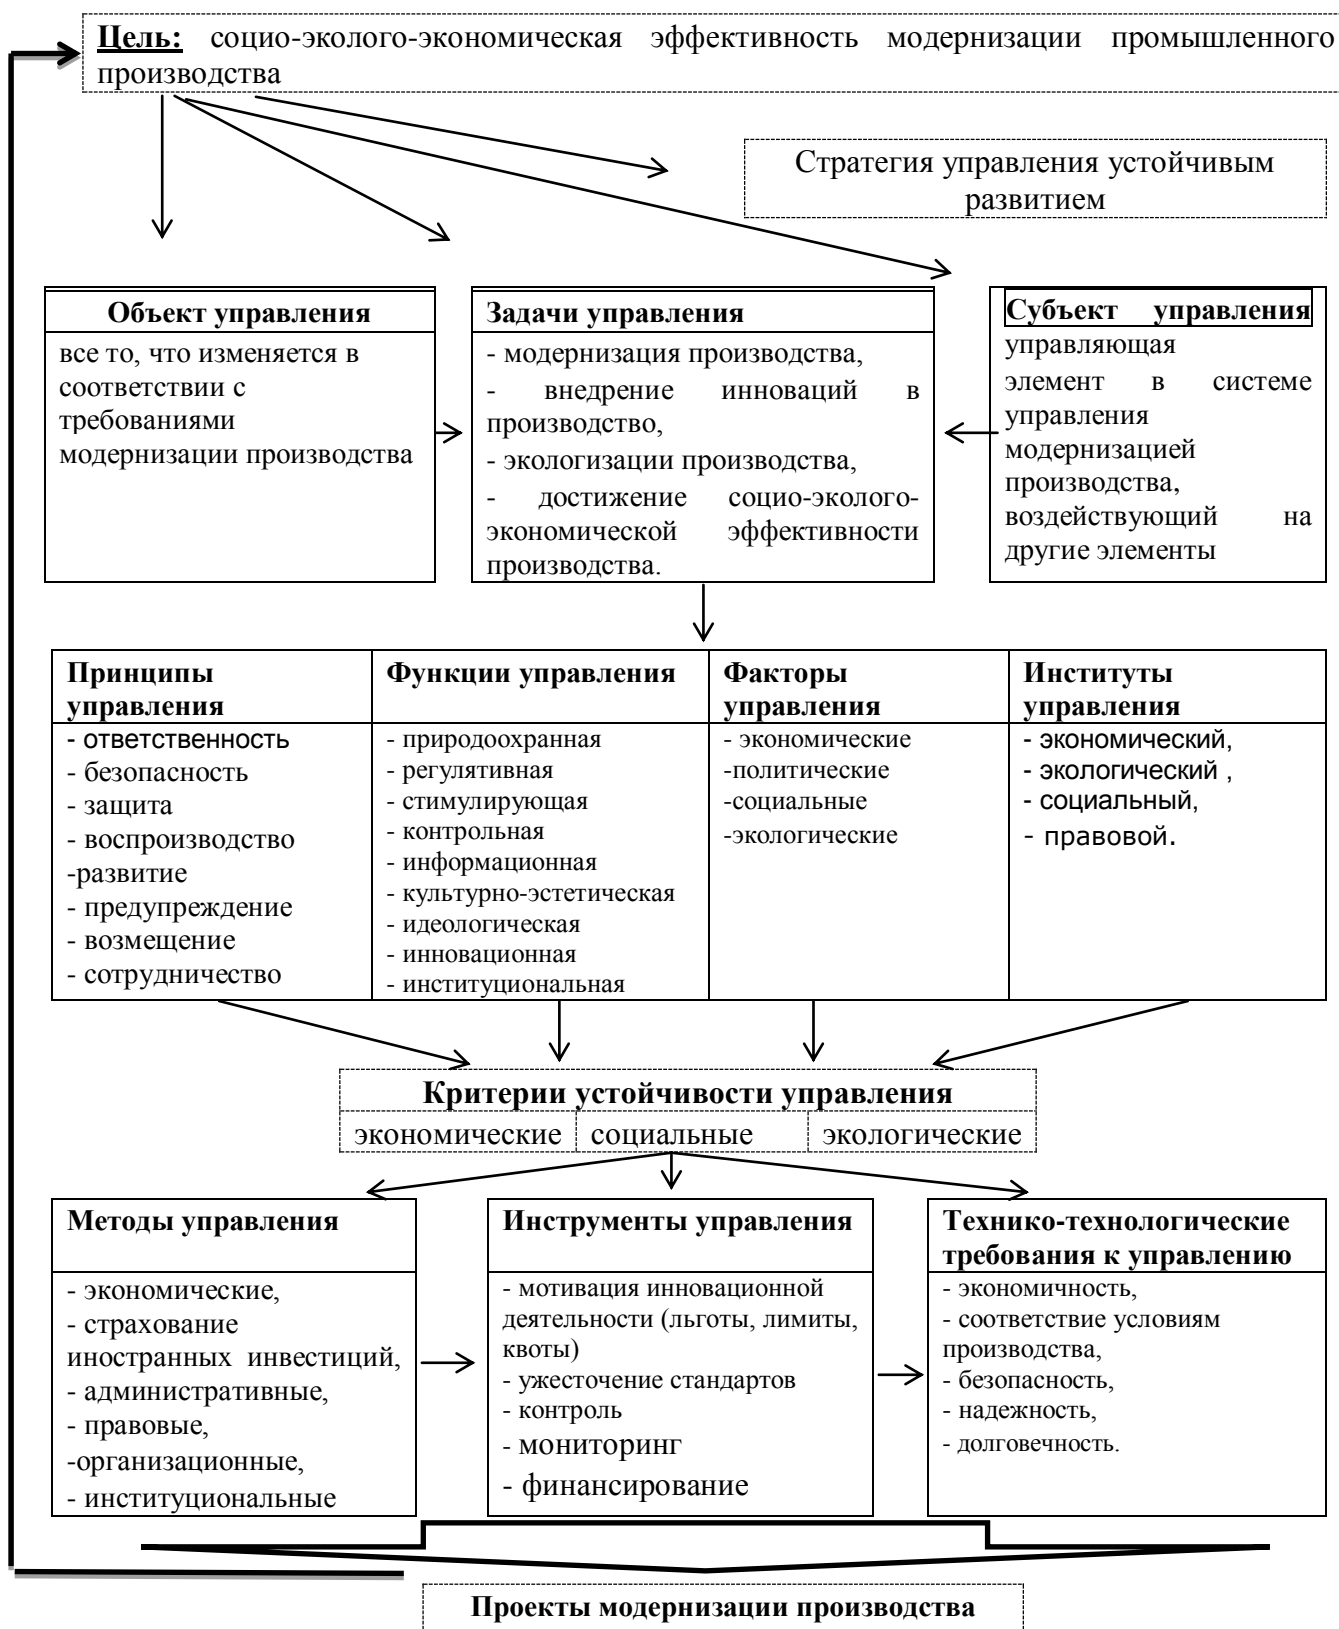 Цель: социо-эколого-экономическая эффективность модернизации промышленного
производства
Стратегия управления устойчивым
развитием
Объект управления
все то, что изменяется в
соответствии с
требованиями
модернизации производства
Задачи управления
- модернизация производства,
- внедрение инноваций в
производство,
- экологизации производства,
- достижение социо-эколого-
экономической эффективности
производства.
Субъект управления
управляющая
элемент в системе
управления
модернизацией
производства,
воздействующий на
другие элементы
Принципы
управления
- ответственность
- безопасность
- защита
- воспроизводство
-развитие
- предупреждение
- возмещение
- сотрудничество
Функции управления
- природоохранная
- регулятивная
- стимулирующая
- контрольная
- информационная
- культурно-эстетическая
- идеологическая
- инновационная
- институциональная
Факторы
управления
- экономические
-политические
-социальные
-экологические
Институты
управления
- экономический,
- экологический ,
- социальный,
- правовой.
Критерии устойчивости управления
экономические
социальные
экологические
Методы управления
- экономические,
- страхование
иностранных инвестиций,
- административные,
- правовые,
-организационные,
- институциональные
Инструменты управления
- мотивация инновационной
деятельности (льготы, лимиты,
квоты)
- ужесточение стандартов
- контроль
- мониторинг
- финансирование
Технико-технологические
требования к управлению
- экономичность,
- соответствие условиям
производства,
- безопасность,
- надежность,
- долговечность.
Проекты модернизации производства